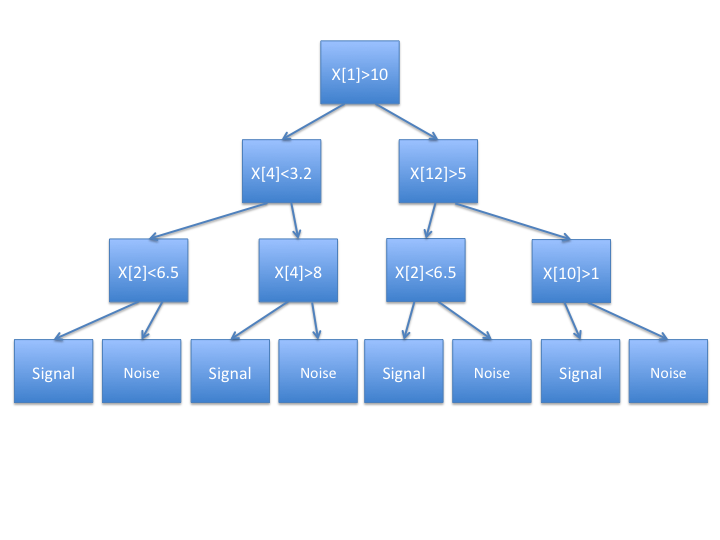 X[1]>10
X[4]<3.2
X[12]>5
X[2]<6.5
X[4]>8
X[2]<6.5
X[10]>1
Signal
Noise
Signal
Noise
Signal
Noise
Signal
Noise